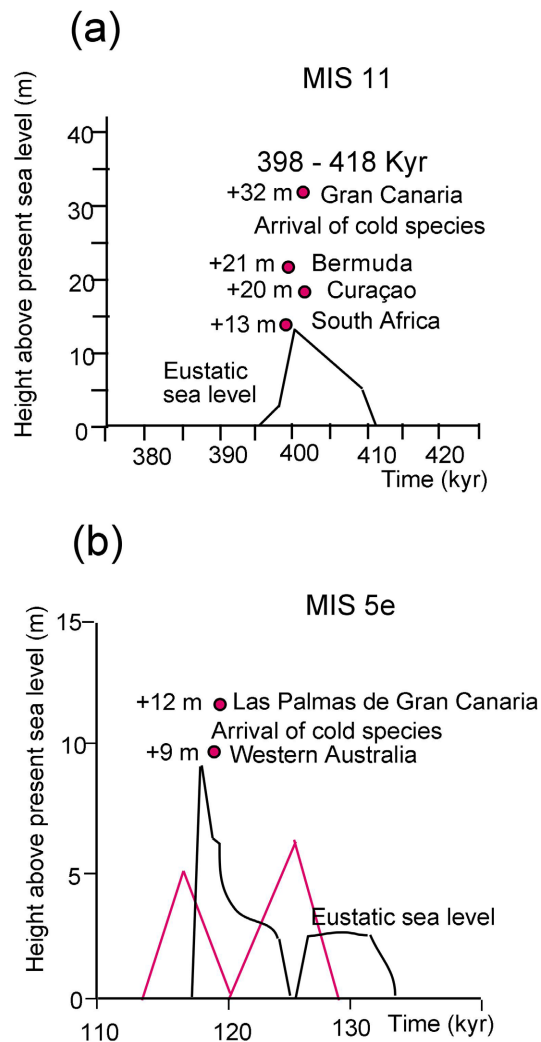 (a)
MIS 11
Height above present sea level (m)
40
30
20
10
0
398 - 418 Kyr
+32 m Gran Canaria
Arrival of cold species
+21 m Bermuda
+20 m Curaçao
+13 m South Africa
Eustatic
sea level
380 390 400 410 420
Time (kyr)
(b)
MIS 5e
Height above present sea level (m)
15
10
5
0
+12 m Las Palmas de Gran Canaria
Arrival of cold species
+9 m Western Australia
Eustatic sea level
110 120 130 Time (kyr)